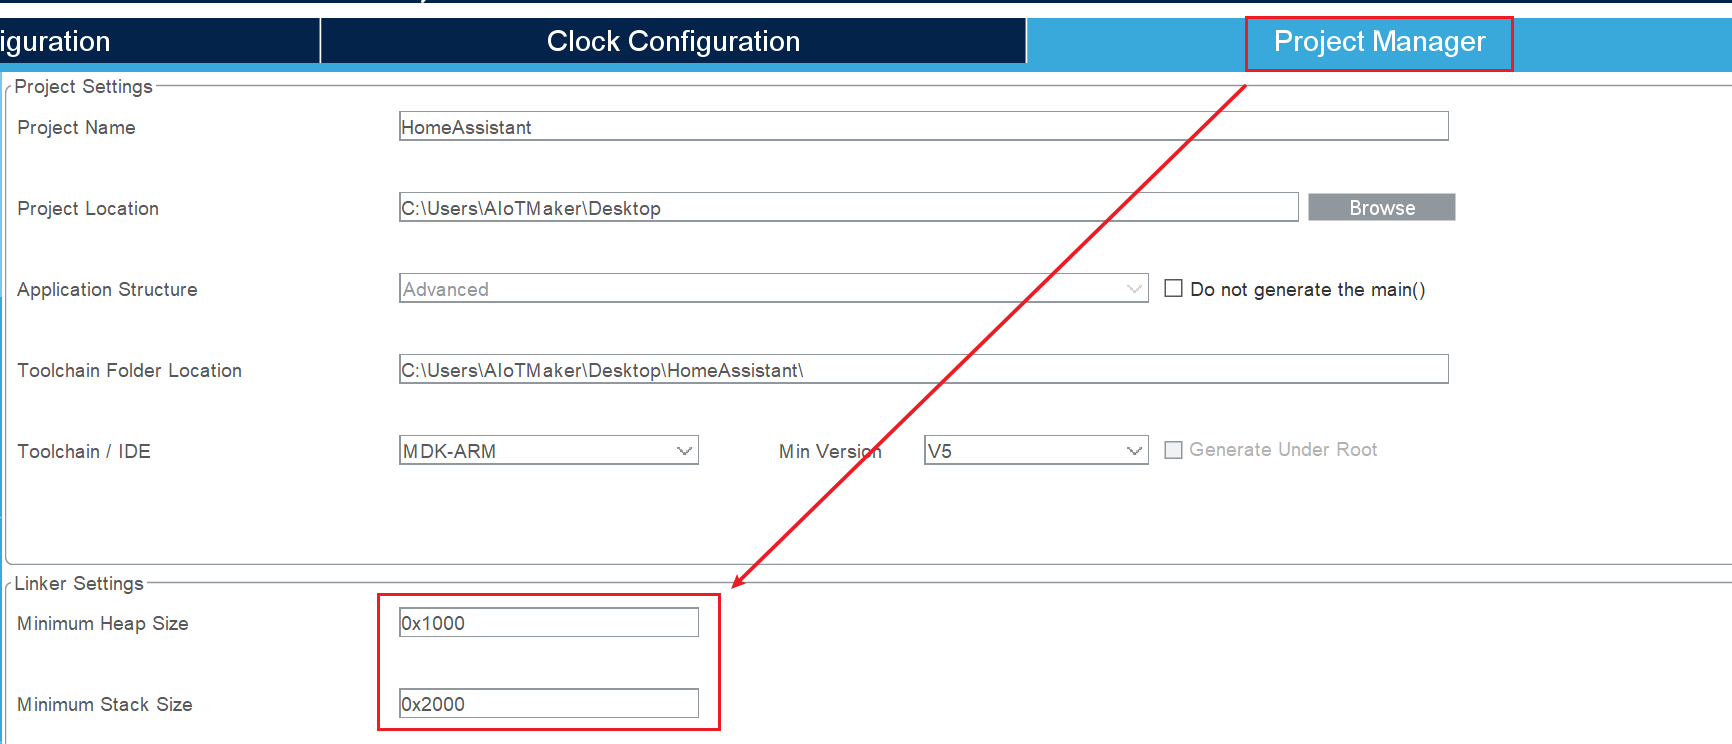 iguration
Clock Configuration
Project Manager
Project Settings
Project Name
HomeAssistant
Project Location
C:\Users\AIoTMaker\Desktop
Browse
Application Structure
Advanced
Do not generate the main()
Toolchain Folder Location
C:\Users\AIoTMaker\Desktop\HomeAssistant\
Toolchain / IDE
MDK-ARM
Min Version
V5
Generate Under Root
Linker Settings
Minimum Heap Size
0x1000
Minimum Stack Size
0x2000